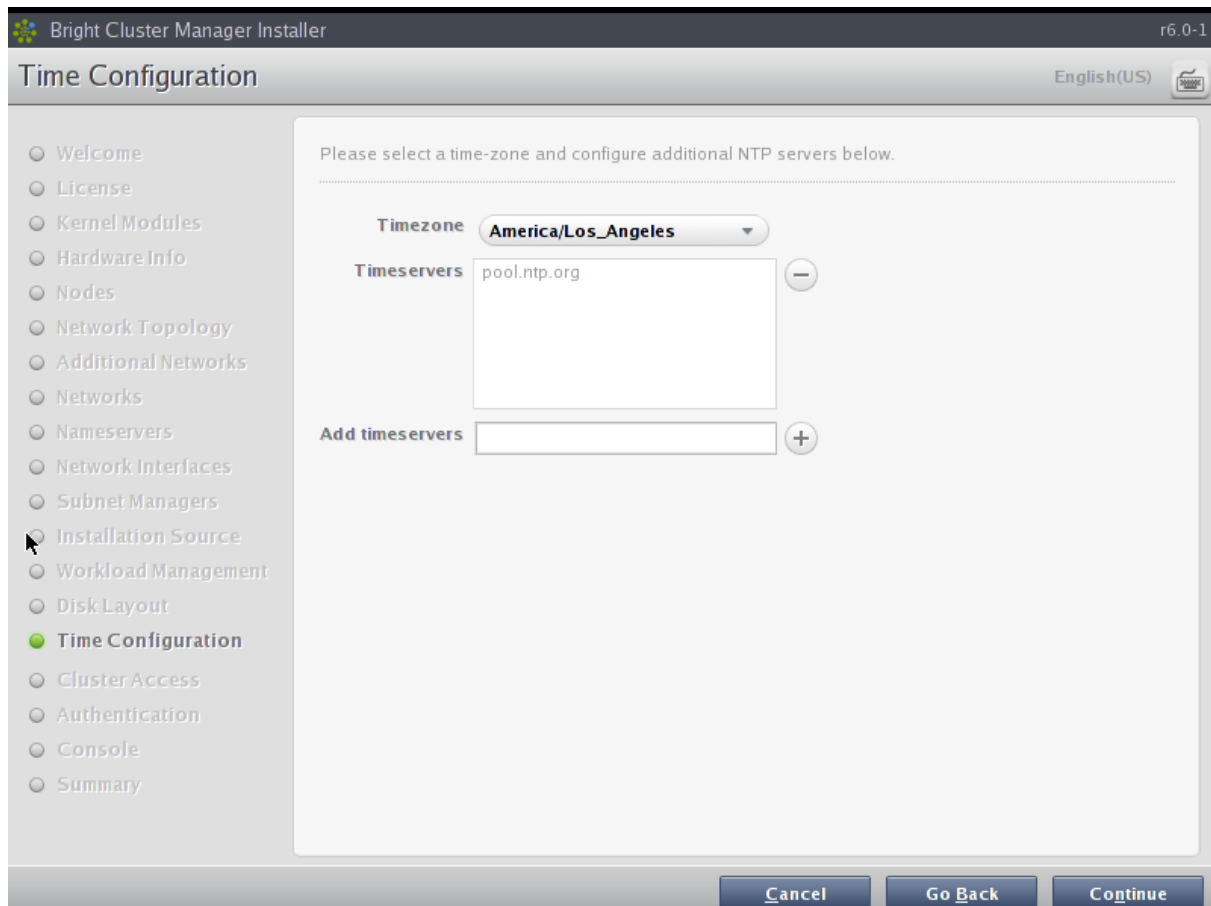 Bright Cluster Manager Installer r6.0-1
Time Configuration English(US)
Welcome
License
Kernel Modules
Hardware Info
Nodes
Network Topology
Additional Networks
Networks
Nameservers
Network Interfaces
Subnet Managers
Installation Source
Workload Management
Disk Layout
Time Configuration
Cluster Access
Authentication
Console
Summary
Please select a time-zone and configure additional NTP servers below.
Timezone America/Los_Angeles
Timeservers pool.ntp.org
Add timeservers
Cancel Go Back Continue